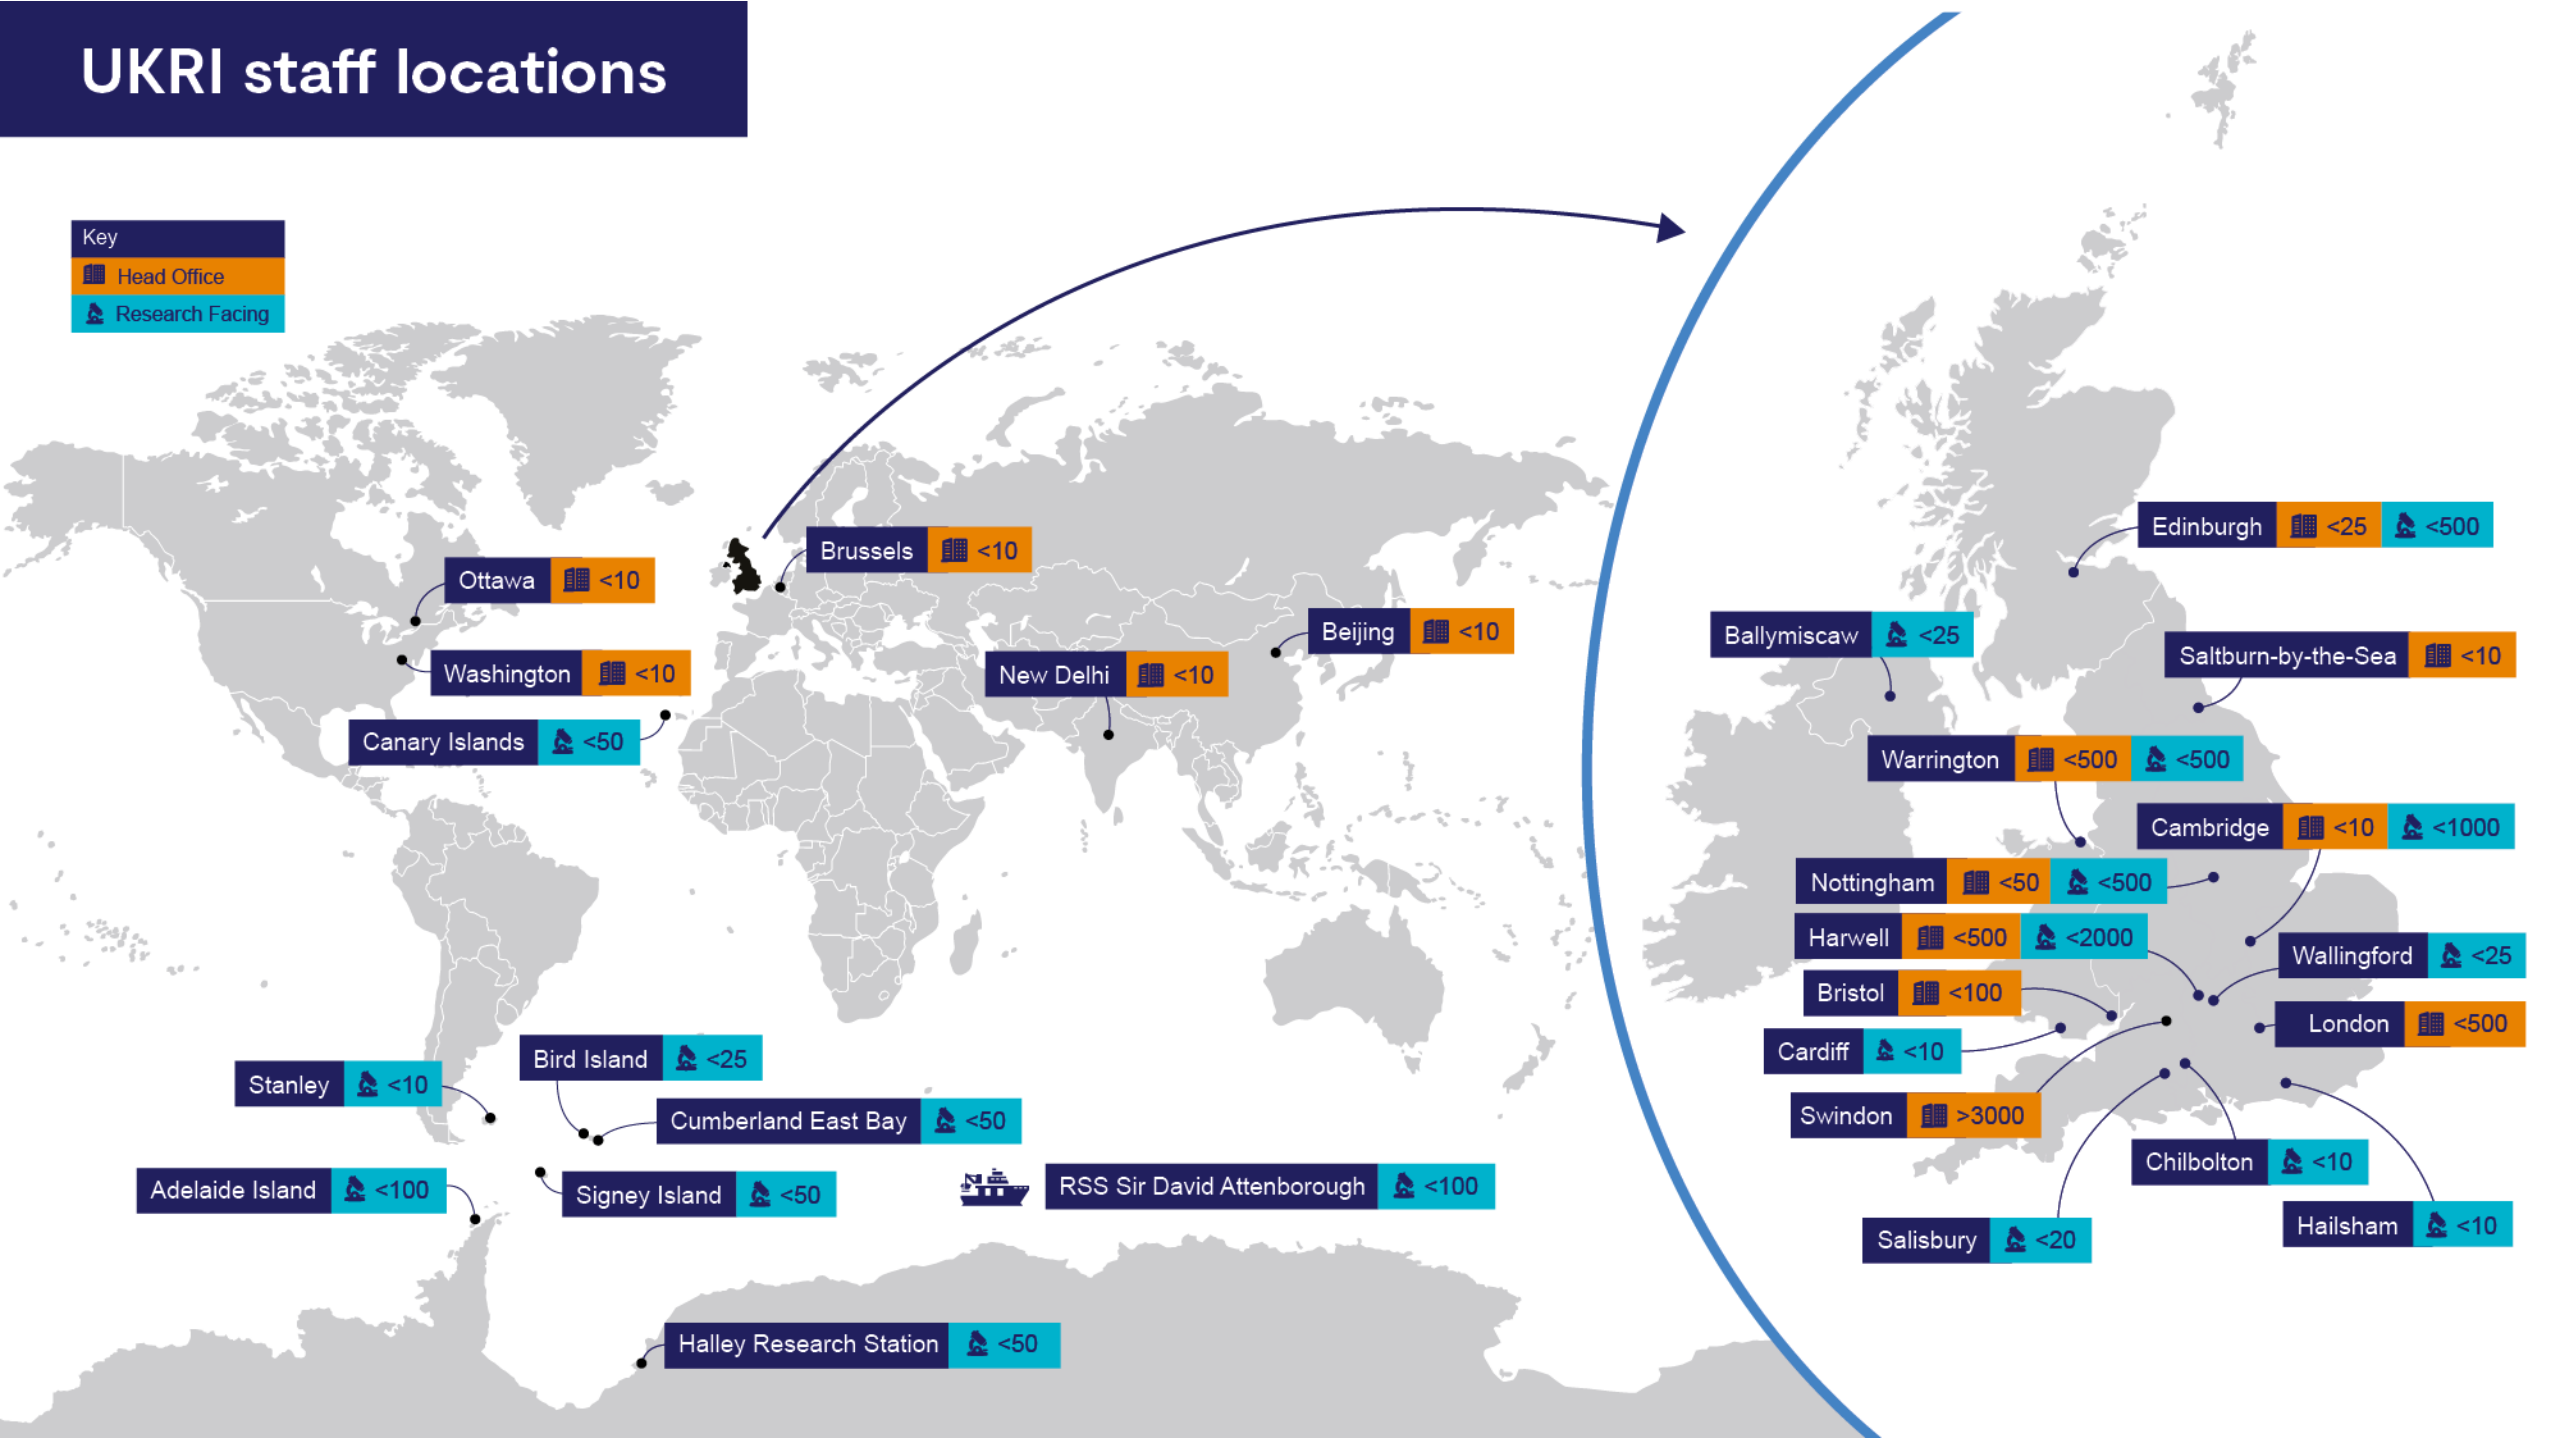 UKRI staff locations
Key
Head Office
Research Facing
Ottawa <10
Brussels <10
Washington <10
Beijing <10
New Delhi <10
Canary Islands <50
Bird Island <25
Stanley <10
Cumberland East Bay <50
Adelaide Island <100
Signey Island <50
RSS Sir David Attenborough <100
Halley Research Station <50
Edinburgh <25 <500
Ballymiscaw <25
Saltburn-by-the-Sea <10
Warrington <500 <500
Cambridge <10 <1000
Nottingham <50 <500
Harwell <500 <2000
Wallingford <25
Bristol <100
London <500
Cardiff <10
Swindon >3000
Chilbolton <10
Salisbury <20
Hailsham <10